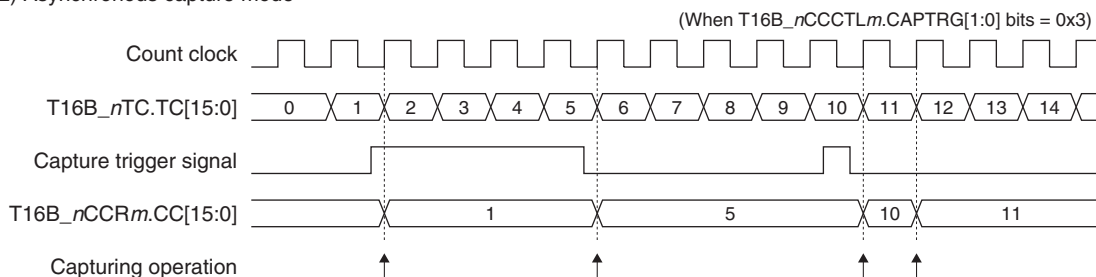 2) Asynchronous capture mode
(When T16B_nCCCTLm.CAPTRG[1:0] bits = 0x3)
Count clock
T16B_nTC.TC[15:0] 0 1 2 3 4 5 6 7 8 9 10 11 12 13 14
Capture trigger signal
T16B_nCCRm.CC[15:0] 1 5 10 11
Capturing operation